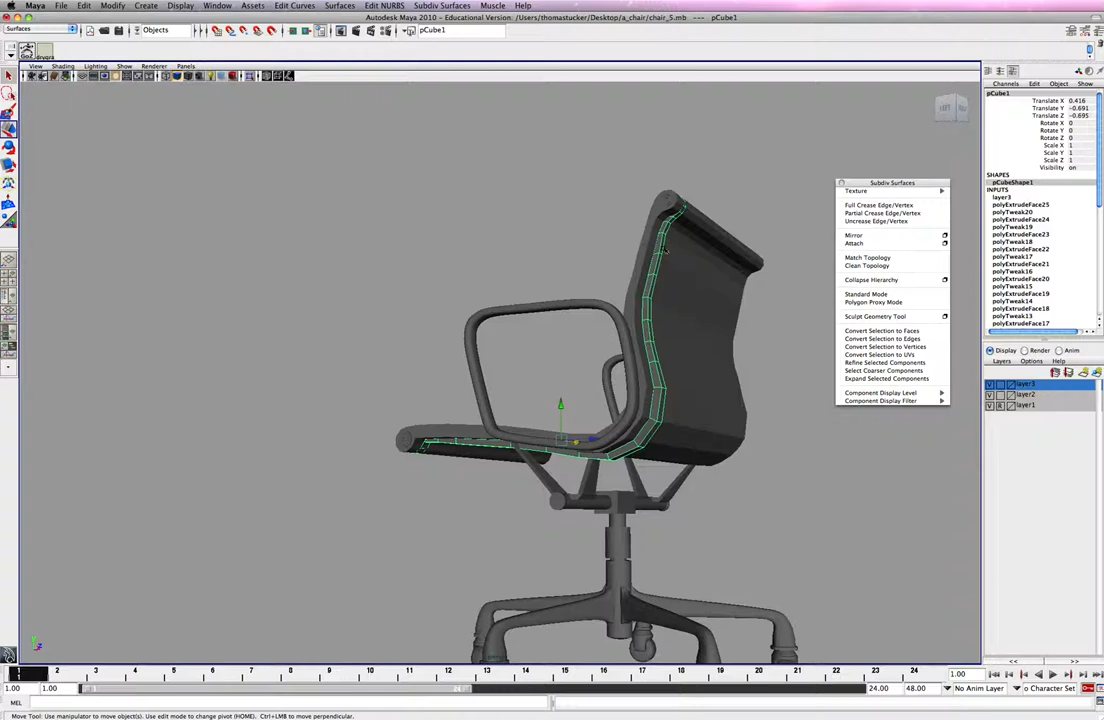 Maya File Edit Modify Create Display Window Assets Edit Curves Surfaces Edit NURBS Subdiv Surfaces Muscle Help
Autodesk Maya 2010 - Educational Version: /Users/thomastucker/Desktop/a_chair/chair_5.mb --- pCube1
Surfaces
Objects
pCube1
View Shading Lighting Show Renderer Panels
Channels Edit Object Show
pCube1
Translate X 0.416
Translate Y -0.691
Translate Z -0.695
Rotate X 0
Rotate Y 0
Rotate Z 0
Scale X 1
Scale Y 1
Scale Z 1
Visibility on
SHAPES
pCubeShape1
INPUTS
layer3
polyExtrudeFace25
polyTweak20
polyExtrudeFace24
polyTweak19
polyExtrudeFace23
polyTweak18
polyExtrudeFace22
polyTweak17
polyExtrudeFace21
polyTweak16
polyExtrudeFace20
polyTweak15
polyExtrudeFace19
polyTweak14
polyExtrudeFace18
polyTweak13
polyExtrudeFace17
LEFT
Subdiv Surfaces
Texture
Full Crease Edge/Vertex
Partial Crease Edge/Vertex
Uncrease Edge/Vertex
Mirror
Attach
Match Topology
Clean Topology
Collapse Hierarchy
Standard Mode
Polygon Proxy Mode
Sculpt Geometry Tool
Convert Selection to Faces
Convert Selection to Edges
Convert Selection to Vertices
Convert Selection to UVs
Refine Selected Components
Select Coarser Components
Expand Selected Components
Component Display Level
Component Display Filter
Display Render Anim
Layers Options Help
V layer3
V layer2
V R layer1
<< >>
1 2 3 4 5 6 7 8 9 10 11 12 13 14 15 16 17 18 19 20 21 22 23 24
1.00
1.00 1.00 1 24 24.00 48.00 No Anim Layer o Character Set
MEL
Move Tool: Use manipulator to move object(s). Use edit mode to change pivot (HOME). Ctrl+LMB to move perpendicular.